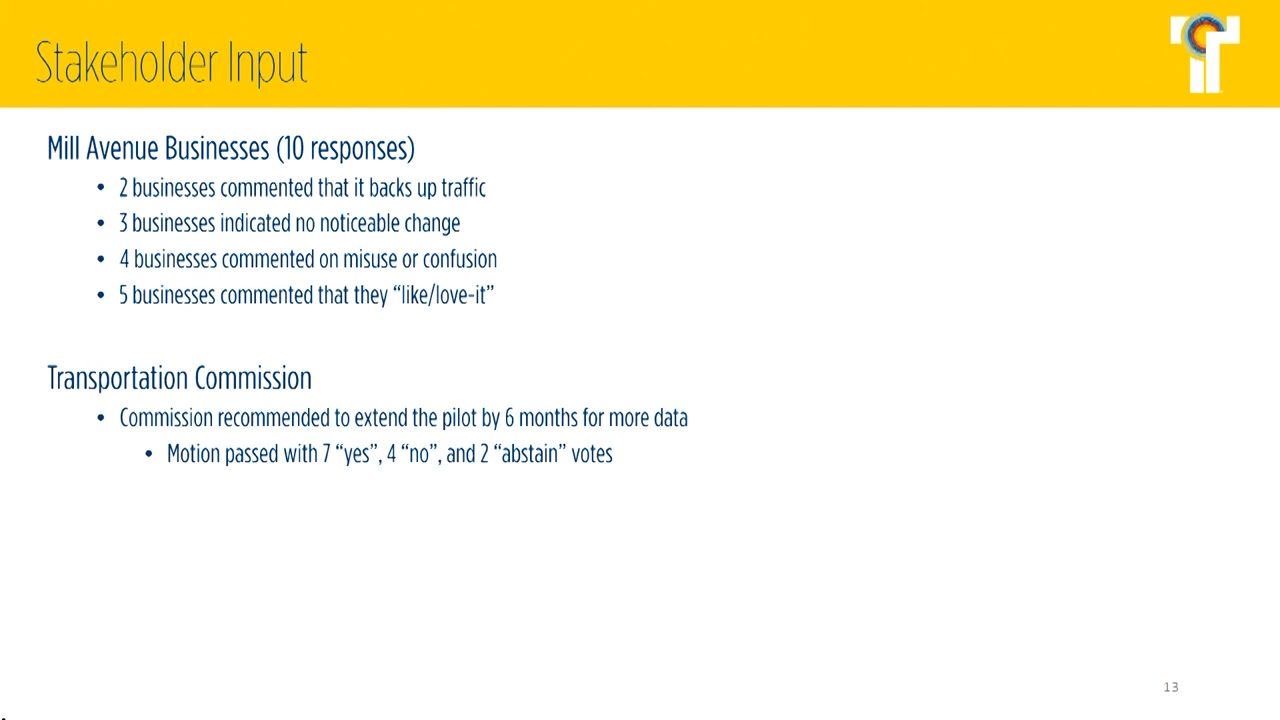 Stakeholder Input
Mill Avenue Businesses (10 responses)
• 2 businesses commented that it backs up traffic
• 3 businesses indicated no noticeable change
• 4 businesses commented on misuse or confusion
• 5 businesses commented that they “like/love-it”
Transportation Commission
• Commission recommended to extend the pilot by 6 months for more data
• Motion passed with 7 “yes”, 4 “no”, and 2 “abstain” votes
13